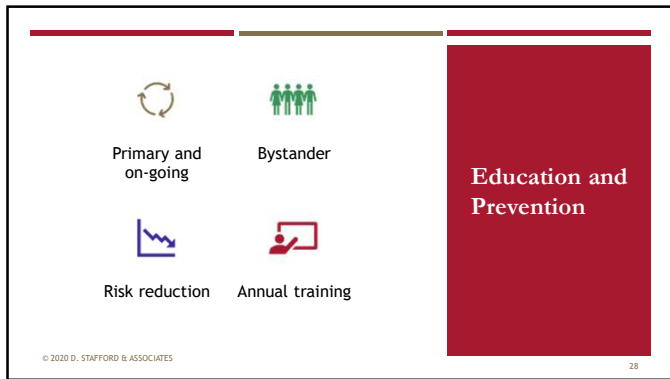 Primary and
on-going
Bystander
Risk reduction
Annual training
Education and
Prevention
© 2020 D. STAFFORD & ASSOCIATES
28